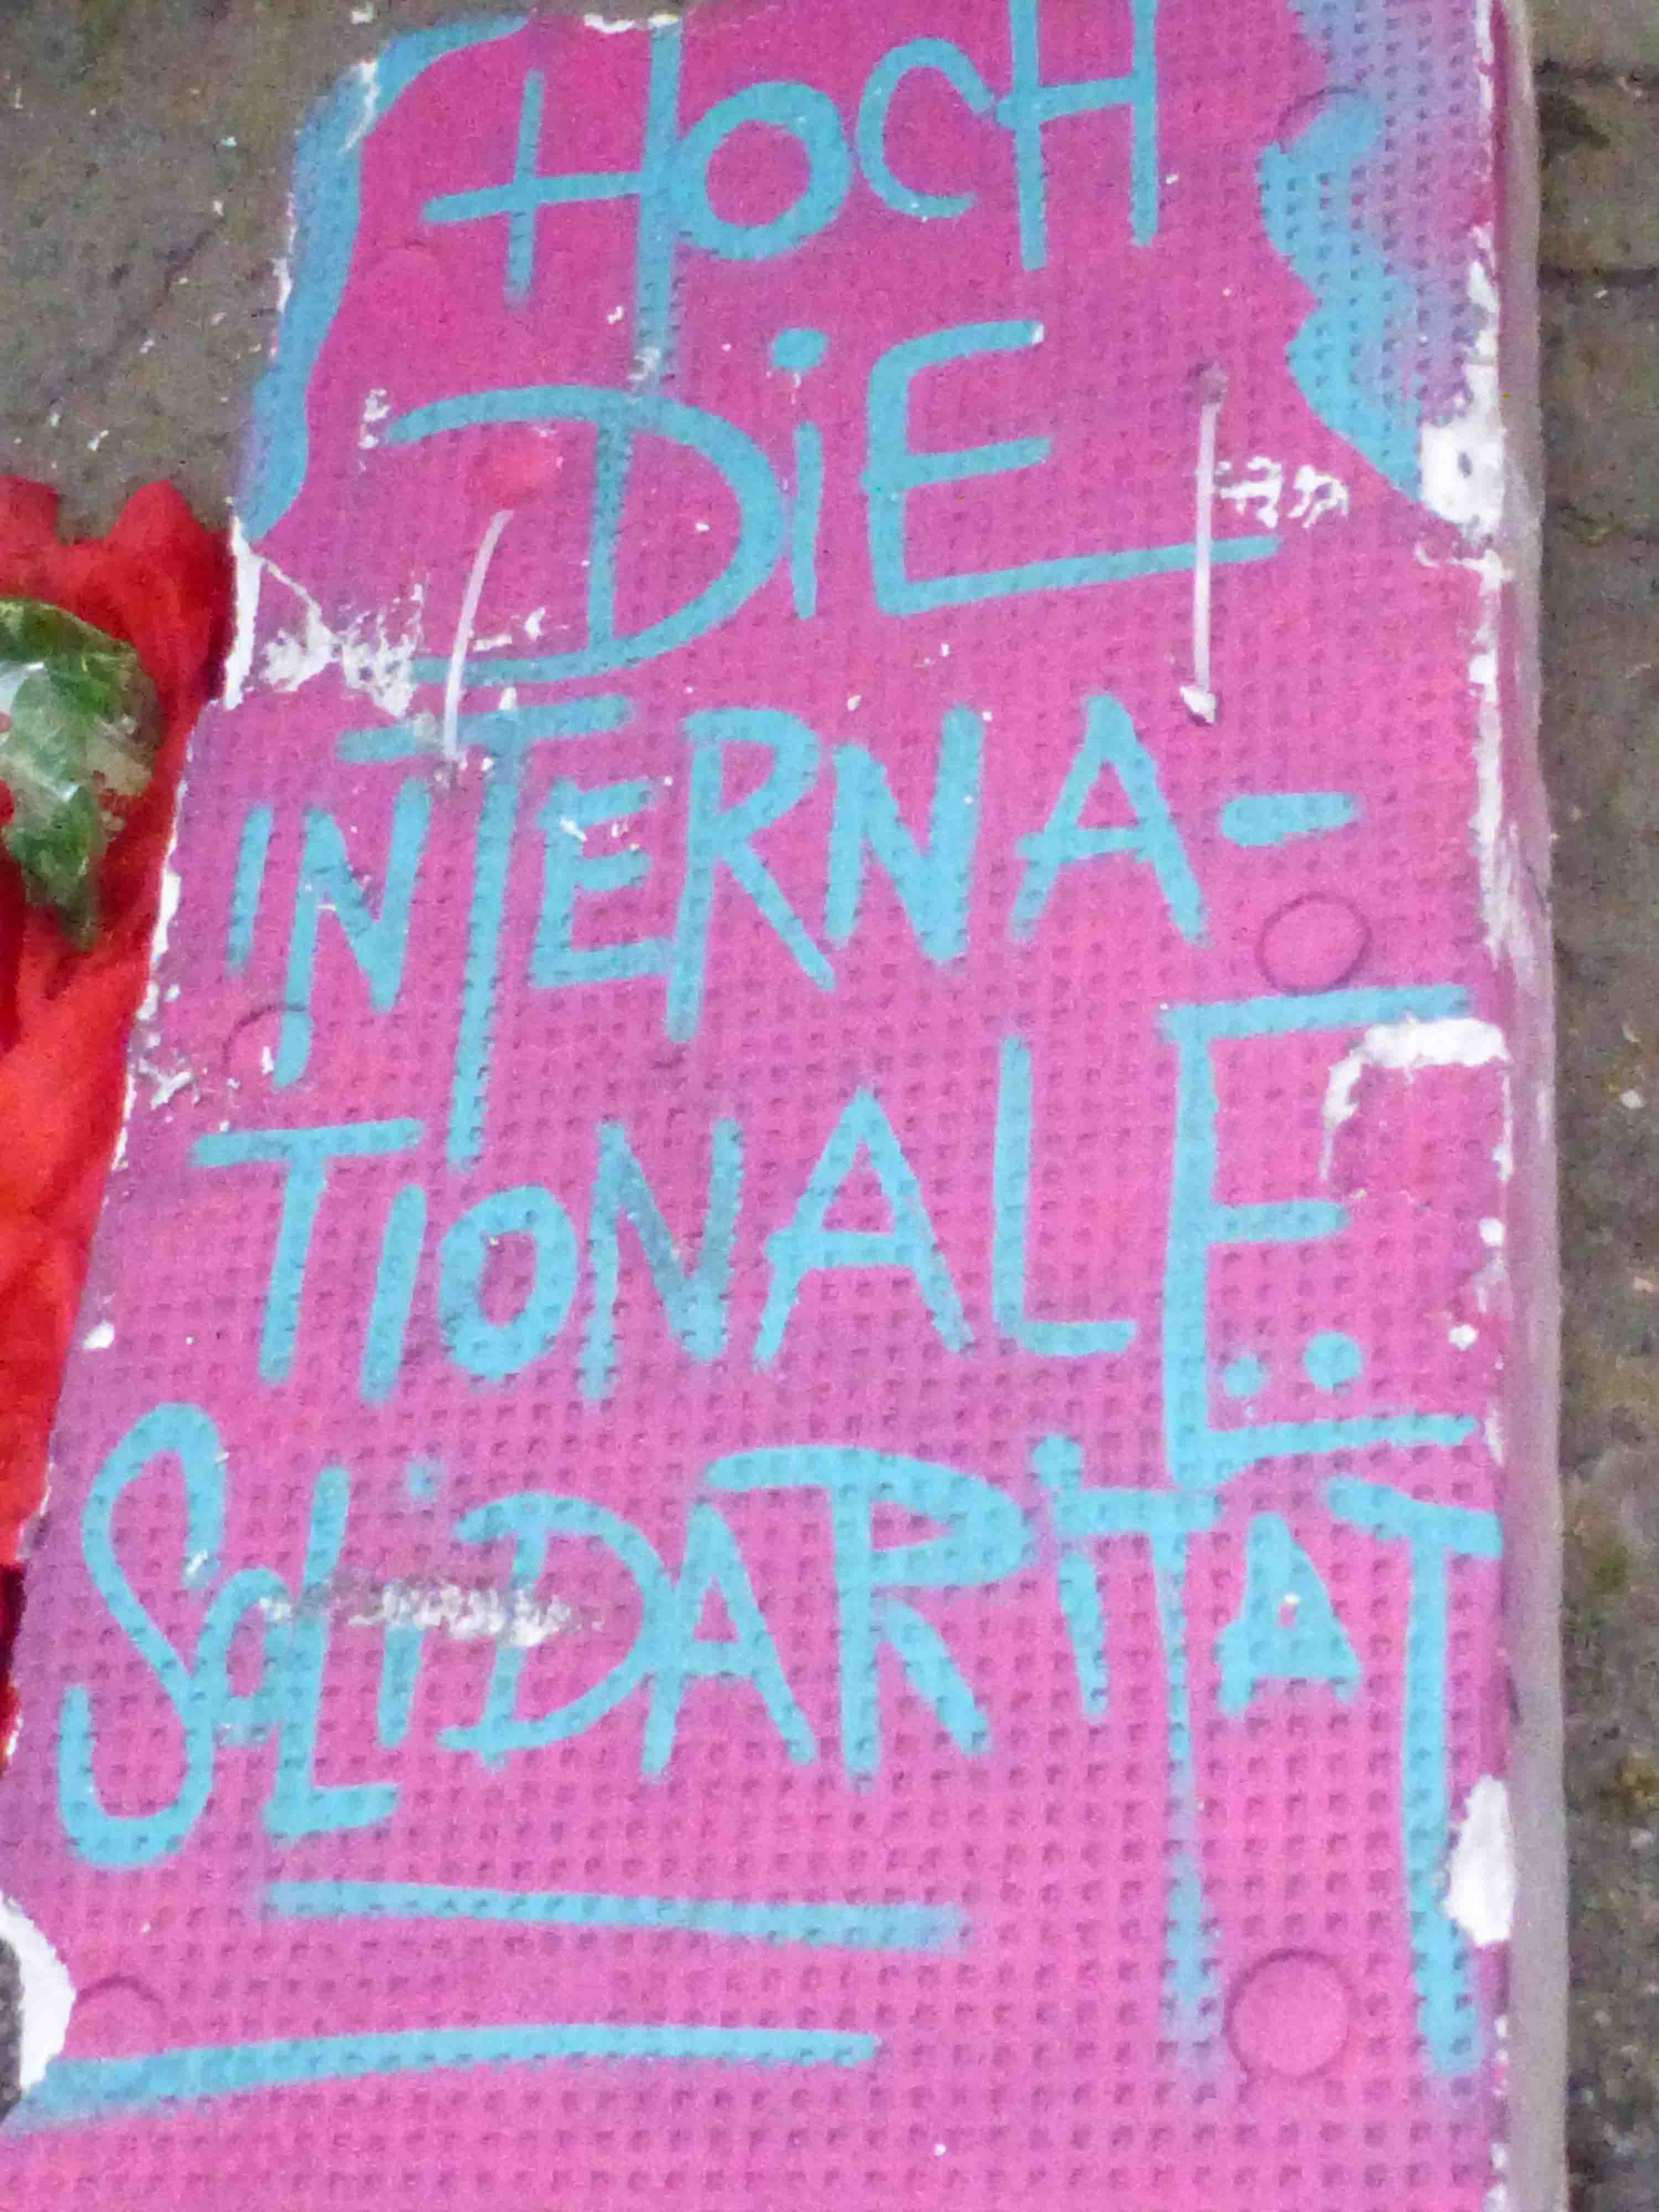 HOCH
DiE
INTERNA-
TIONALE
SOLiDARiTÄT